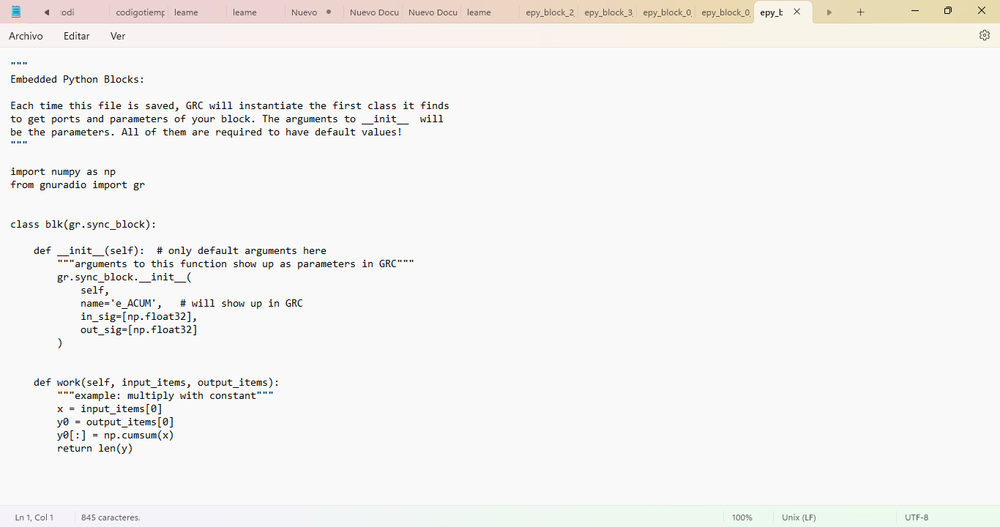 odi codigotiemp leame leame Nuevo Nuevo Docu Nuevo Docu leame epy_block_2 epy_block_3 epy_block_0 epy_block_0 epy_b
Archivo Editar Ver
"""
Embedded Python Blocks:
Each time this file is saved, GRC will instantiate the first class it finds
to get ports and parameters of your block. The arguments to __init__  will
be the parameters. All of them are required to have default values!
"""
import numpy as np
from gnuradio import gr
class blk(gr.sync_block):
    def __init__(self):  # only default arguments here
        """arguments to this function show up as parameters in GRC"""
        gr.sync_block.__init__(
            self,
            name='e_ACUM',   # will show up in GRC
            in_sig=[np.float32],
            out_sig=[np.float32]
        )
    def work(self, input_items, output_items):
        """example: multiply with constant"""
        x = input_items[0]
        y0 = output_items[0]
        y0[:] = np.cumsum(x)
        return len(y)
Ln 1, Col 1 845 caracteres. 100% Unix (LF) UTF-8